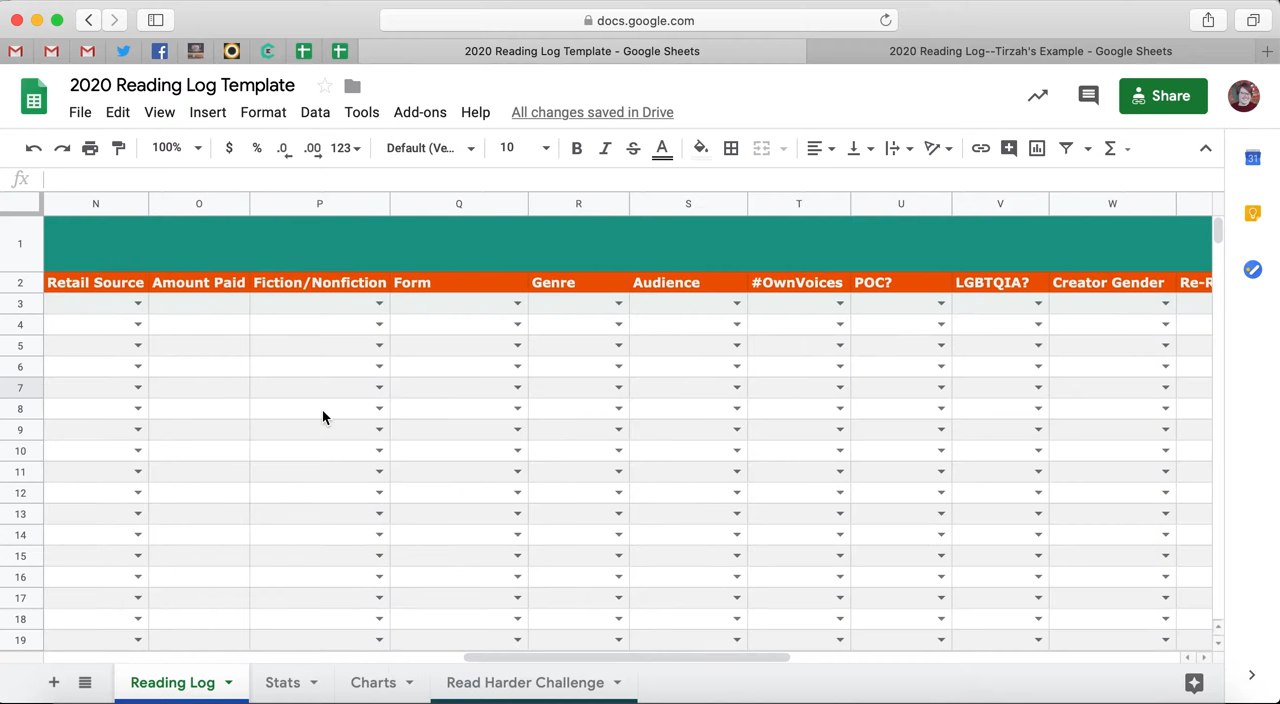 docs.google.com
2020 Reading Log Template - Google Sheets
2020 Reading Log--Tirzah's Example - Google Sheets
2020 Reading Log Template
Share
File Edit View Insert Format Data Tools Add-ons Help All changes saved in Drive
100% $ % .0 .00 123 Default (Ve... 10 B I S A Σ
fx
N O P Q R S T U V W
1
2 Retail Source Amount Paid Fiction/Nonfiction Form Genre Audience #OwnVoices POC? LGBTQIA? Creator Gender Re-R
3
4
5
6
7
8
9
10
11
12
13
14
15
16
17
18
19
Reading Log Stats Charts Read Harder Challenge
31